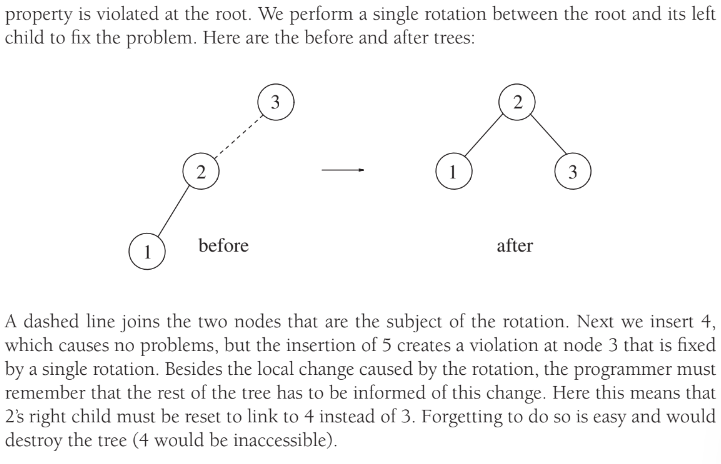 property is violated at the root. We perform a single rotation between the root and its left
child to fix the problem. Here are the before and after trees:
3
2
2
1
3
1
before
after
A dashed line joins the two nodes that are the subject of the rotation. Next we insert 4,
which causes no problems, but the insertion of 5 creates a violation at node 3 that is fixed
by a single rotation. Besides the local change caused by the rotation, the programmer must
remember that the rest of the tree has to be informed of this change. Here this means that
2’s right child must be reset to link to 4 instead of 3. Forgetting to do so is easy and would
destroy the tree (4 would be inaccessible).